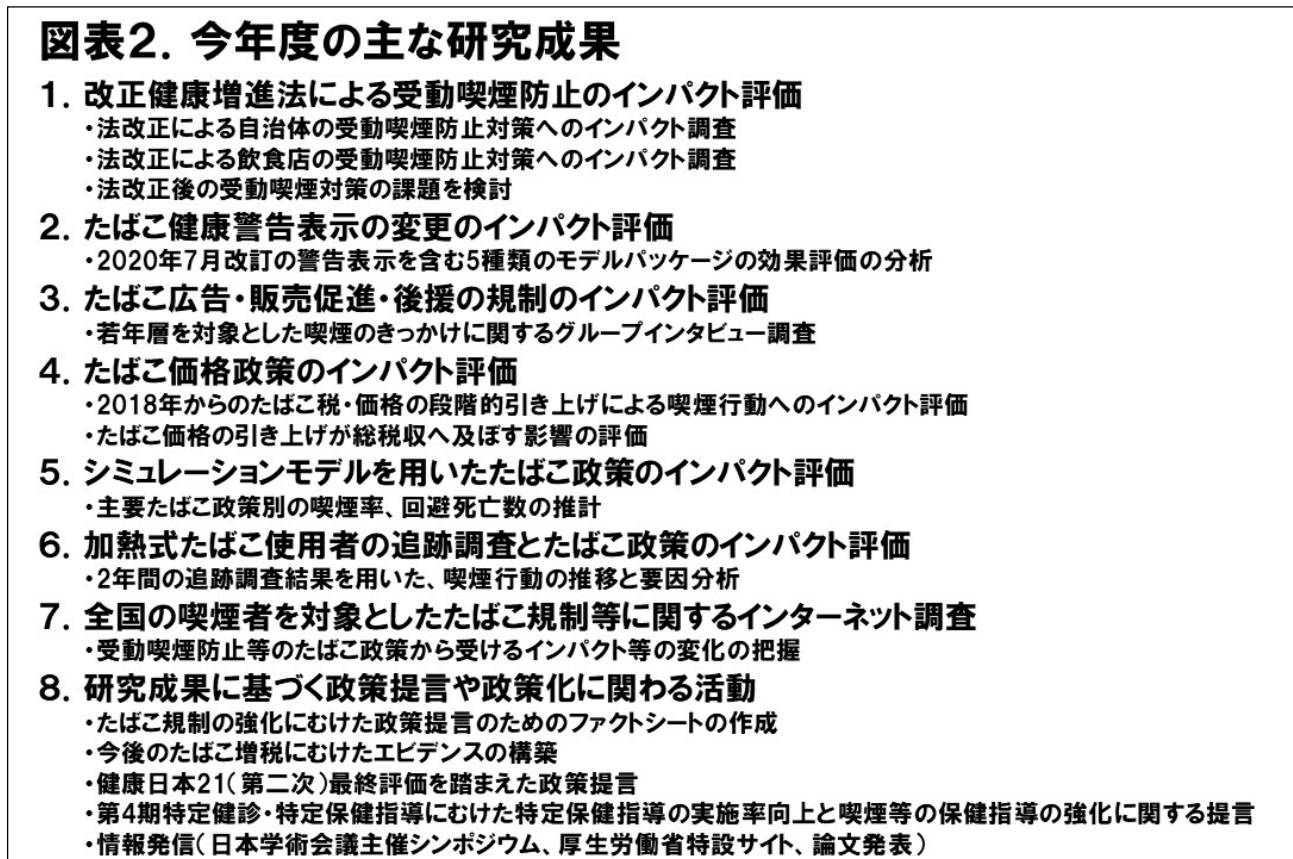 図表2．今年度の主な研究成果
1．改正健康増進法による受動喫煙防止のインパクト評価
・法改正による自治体の受動喫煙防止対策へのインパクト調査
・法改正による飲食店の受動喫煙防止対策へのインパクト調査
・法改正後の受動喫煙対策の課題を検討
2．たばこ健康警告表示の変更のインパクト評価
・2020年7月改訂の警告表示を含む5種類のモデルパッケージの効果評価の分析
3．たばこ広告・販売促進・後援の規制のインパクト評価
・若年層を対象とした喫煙のきっかけに関するグループインタビュー調査
4．たばこ価格政策のインパクト評価
・2018年からのたばこ税・価格の段階的引き上げによる喫煙行動へのインパクト評価
・たばこ価格の引き上げが総税収へ及ぼす影響の評価
5．シミュレーションモデルを用いたたばこ政策のインパクト評価
・主要たばこ政策別の喫煙率、回避死亡数の推計
6．加熱式たばこ使用者の追跡調査とたばこ政策のインパクト評価
・2年間の追跡調査結果を用いた、喫煙行動の推移と要因分析
7．全国の喫煙者を対象としたたばこ規制等に関するインターネット調査
・受動喫煙防止等のたばこ政策から受けるインパクト等の変化の把握
8．研究成果に基づく政策提言や政策化に関わる活動
・たばこ規制の強化にむけた政策提言のためのファクトシートの作成
・今後のたばこ増税にむけたエビデンスの構築
・健康日本21（第二次）最終評価を踏まえた政策提言
・第4期特定健診・特定保健指導にむけた特定保健指導の実施率向上と喫煙等の保健指導の強化に関する提言
・情報発信（日本学術会議主催シンポジウム、厚生労働省特設サイト、論文発表）